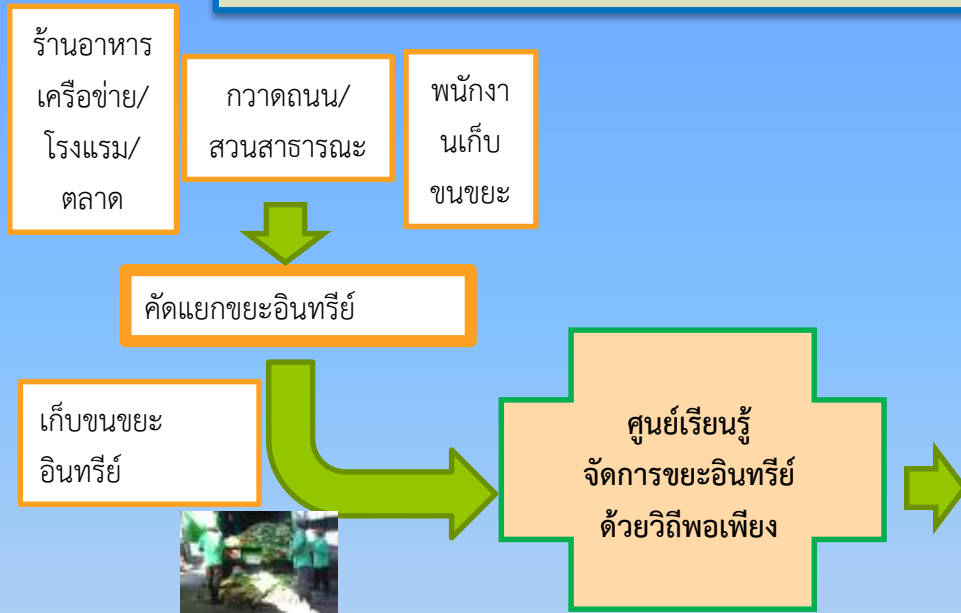 ร้านอาหาร
เครือข่าย/
โรงแรม/
ตลาด
กวาดถนน/
สวนสาธารณะ
พนักงา
นเก็บ
ขนขยะ
คัดแยกขยะอินทรีย์
เก็บขนขยะ
อินทรีย์
ศูนย์เรียนรู้
จัดการขยะอินทรีย์
ด้วยวิถีพอเพียง